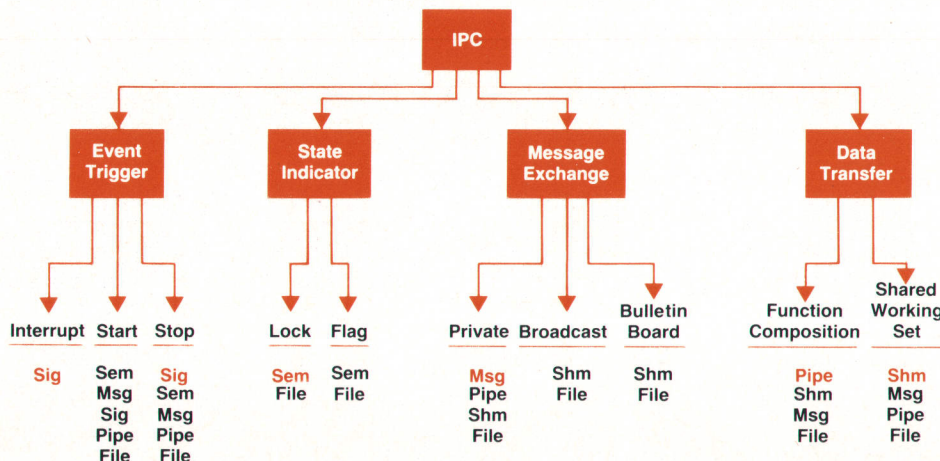 IPC
Event
Trigger
State
Indicator
Message
Exchange
Data
Transfer
Interrupt
Sig
Start
Sem
Msg
Sig
Pipe
File
Stop
Sig
Sem
Msg
Pipe
File
Lock
Sem
File
Flag
Sem
File
Private
Msg
Pipe
Shm
File
Broadcast
Shm
File
Bulletin
Board
Shm
File
Function
Composition
Pipe
Shm
Msg
File
Shared
Working
Set
Shm
Msg
Pipe
File